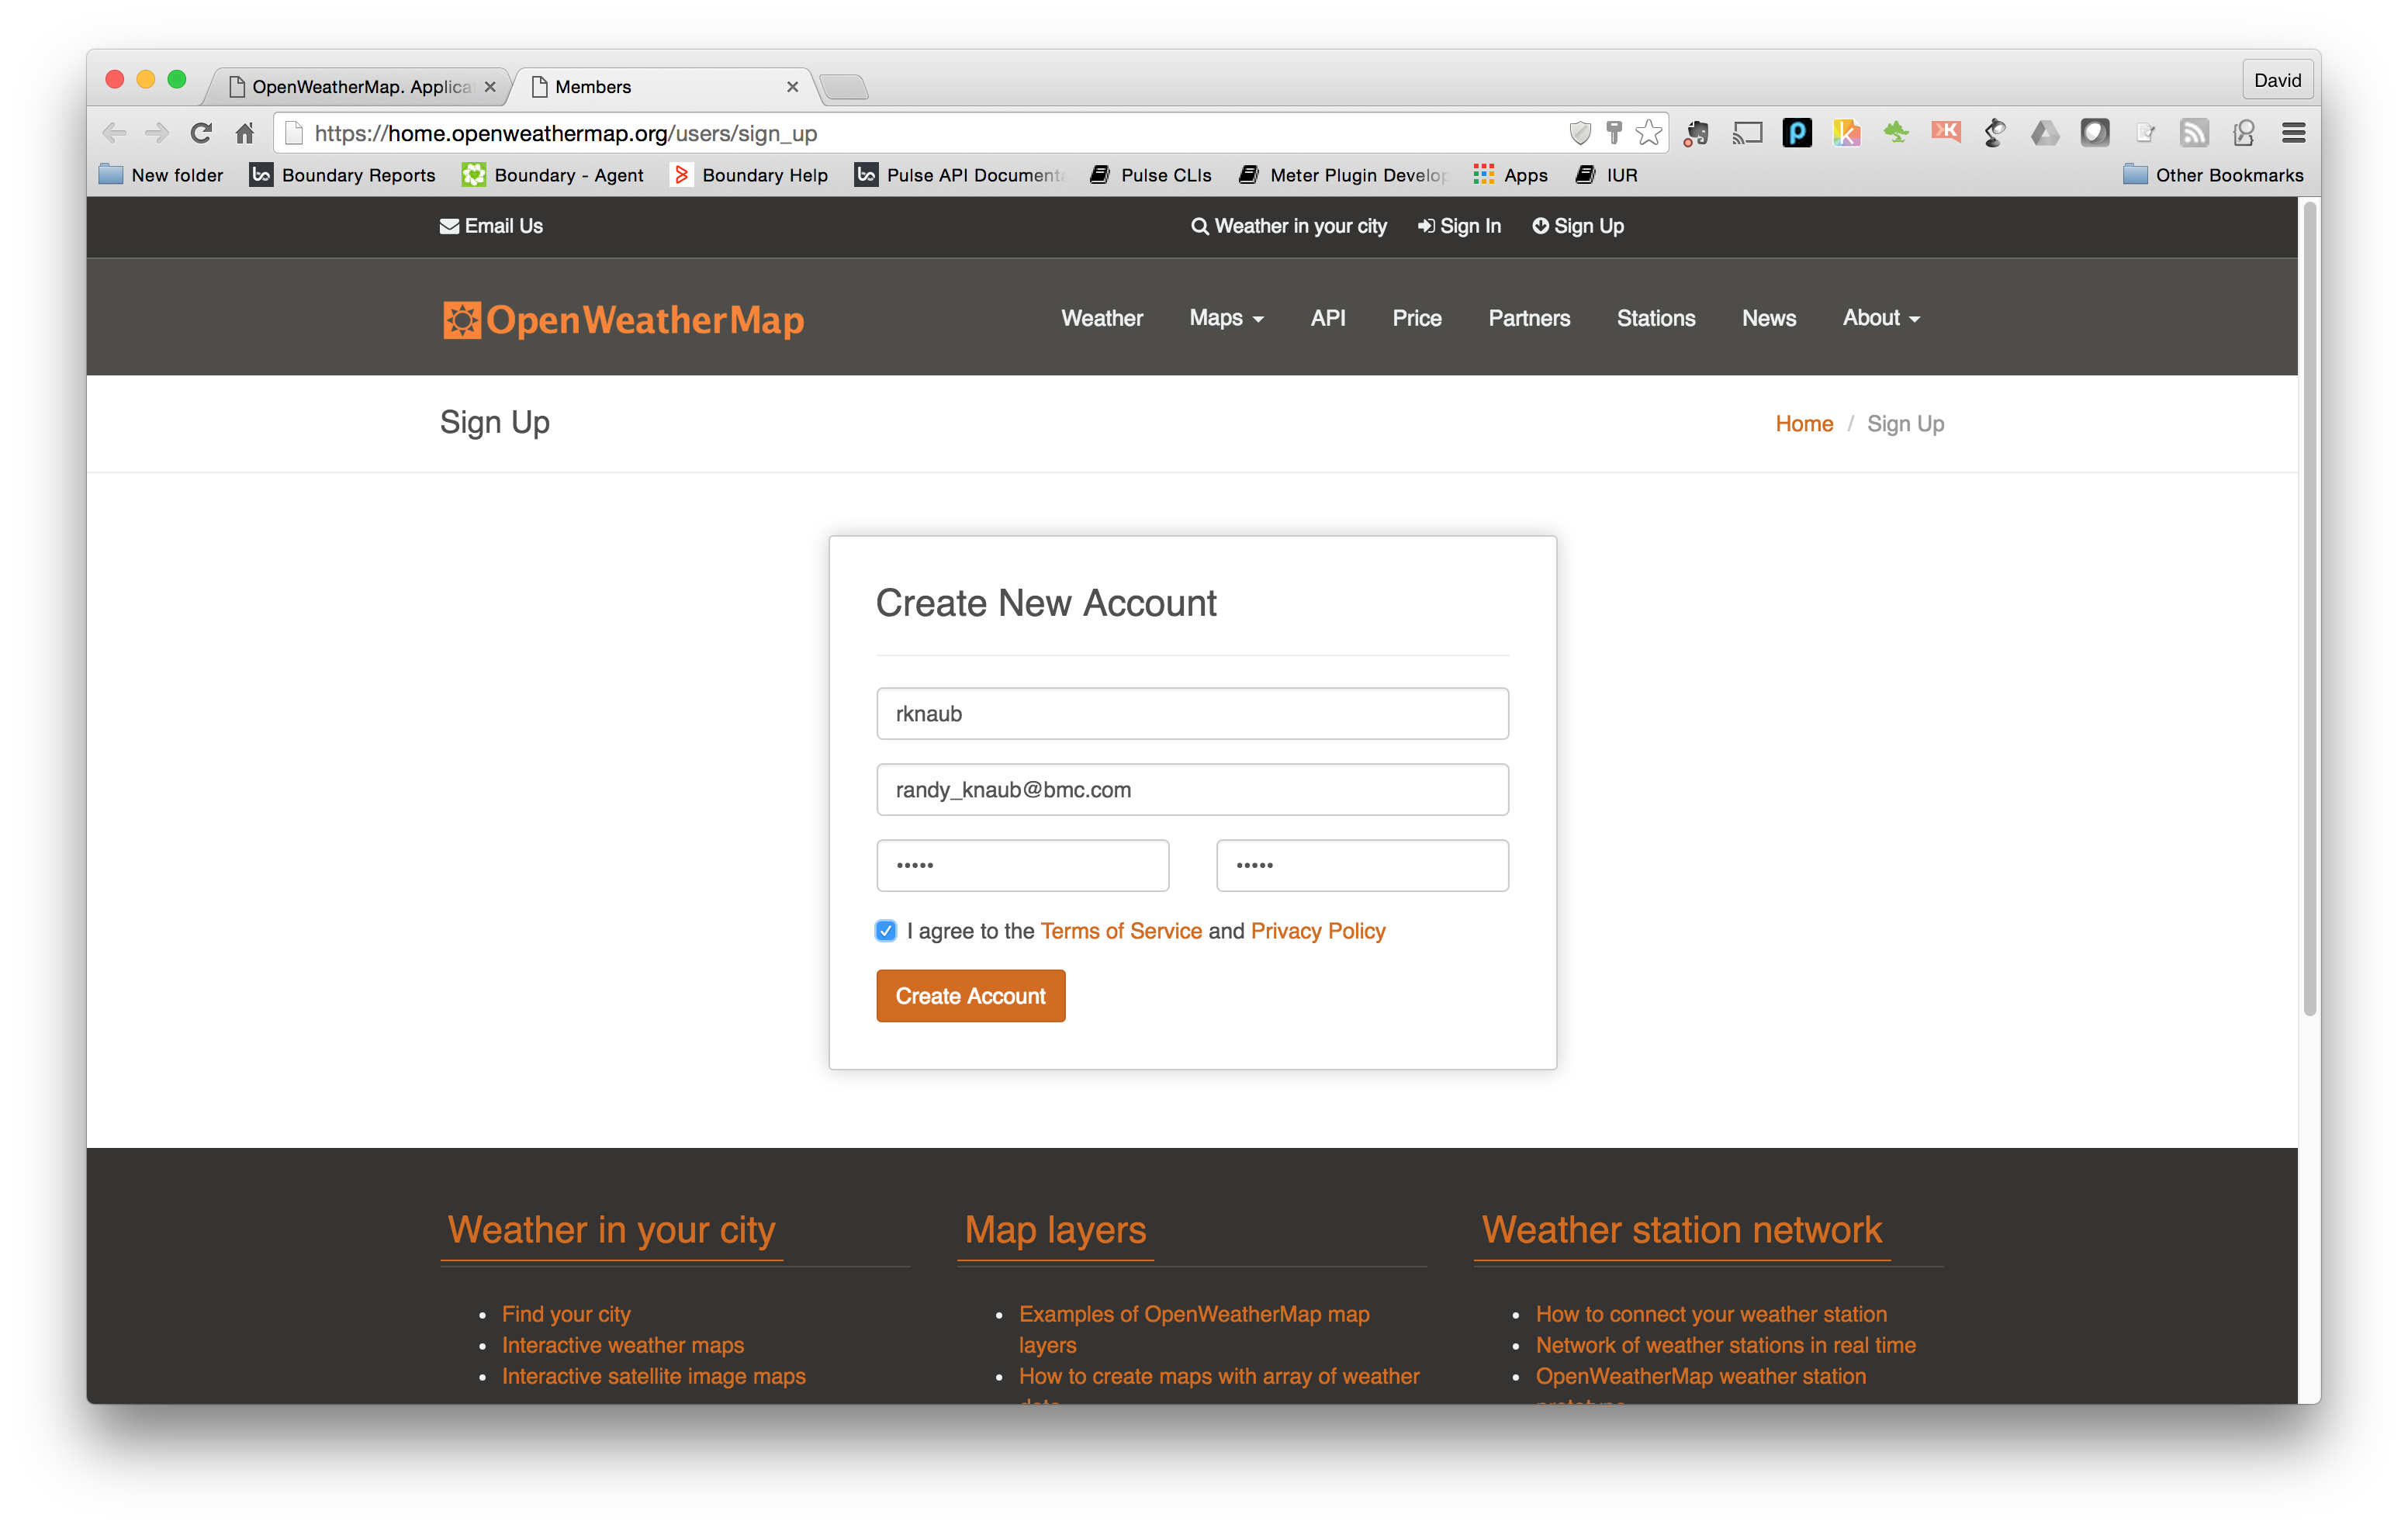 OpenWeatherMap. Applica
Members
David
https://home.openweathermap.org/users/sign_up
New folder
Boundary Reports
Boundary - Agent
Boundary Help
Pulse API Document
Pulse CLIs
Meter Plugin Develop
Apps
IUR
Other Bookmarks
Email Us
Weather in your city
Sign In
Sign Up
OpenWeatherMap
Weather
Maps
API
Price
Partners
Stations
News
About
Sign Up
Home / Sign Up
Create New Account
rknaub
randy_knaub@bmc.com
•••••
•••••
I agree to the Terms of Service and Privacy Policy
Create Account
Weather in your city
Find your city
Interactive weather maps
Interactive satellite image maps
Map layers
Examples of OpenWeatherMap map
layers
How to create maps with array of weather
Weather station network
How to connect your weather station
Network of weather stations in real time
OpenWeatherMap weather station